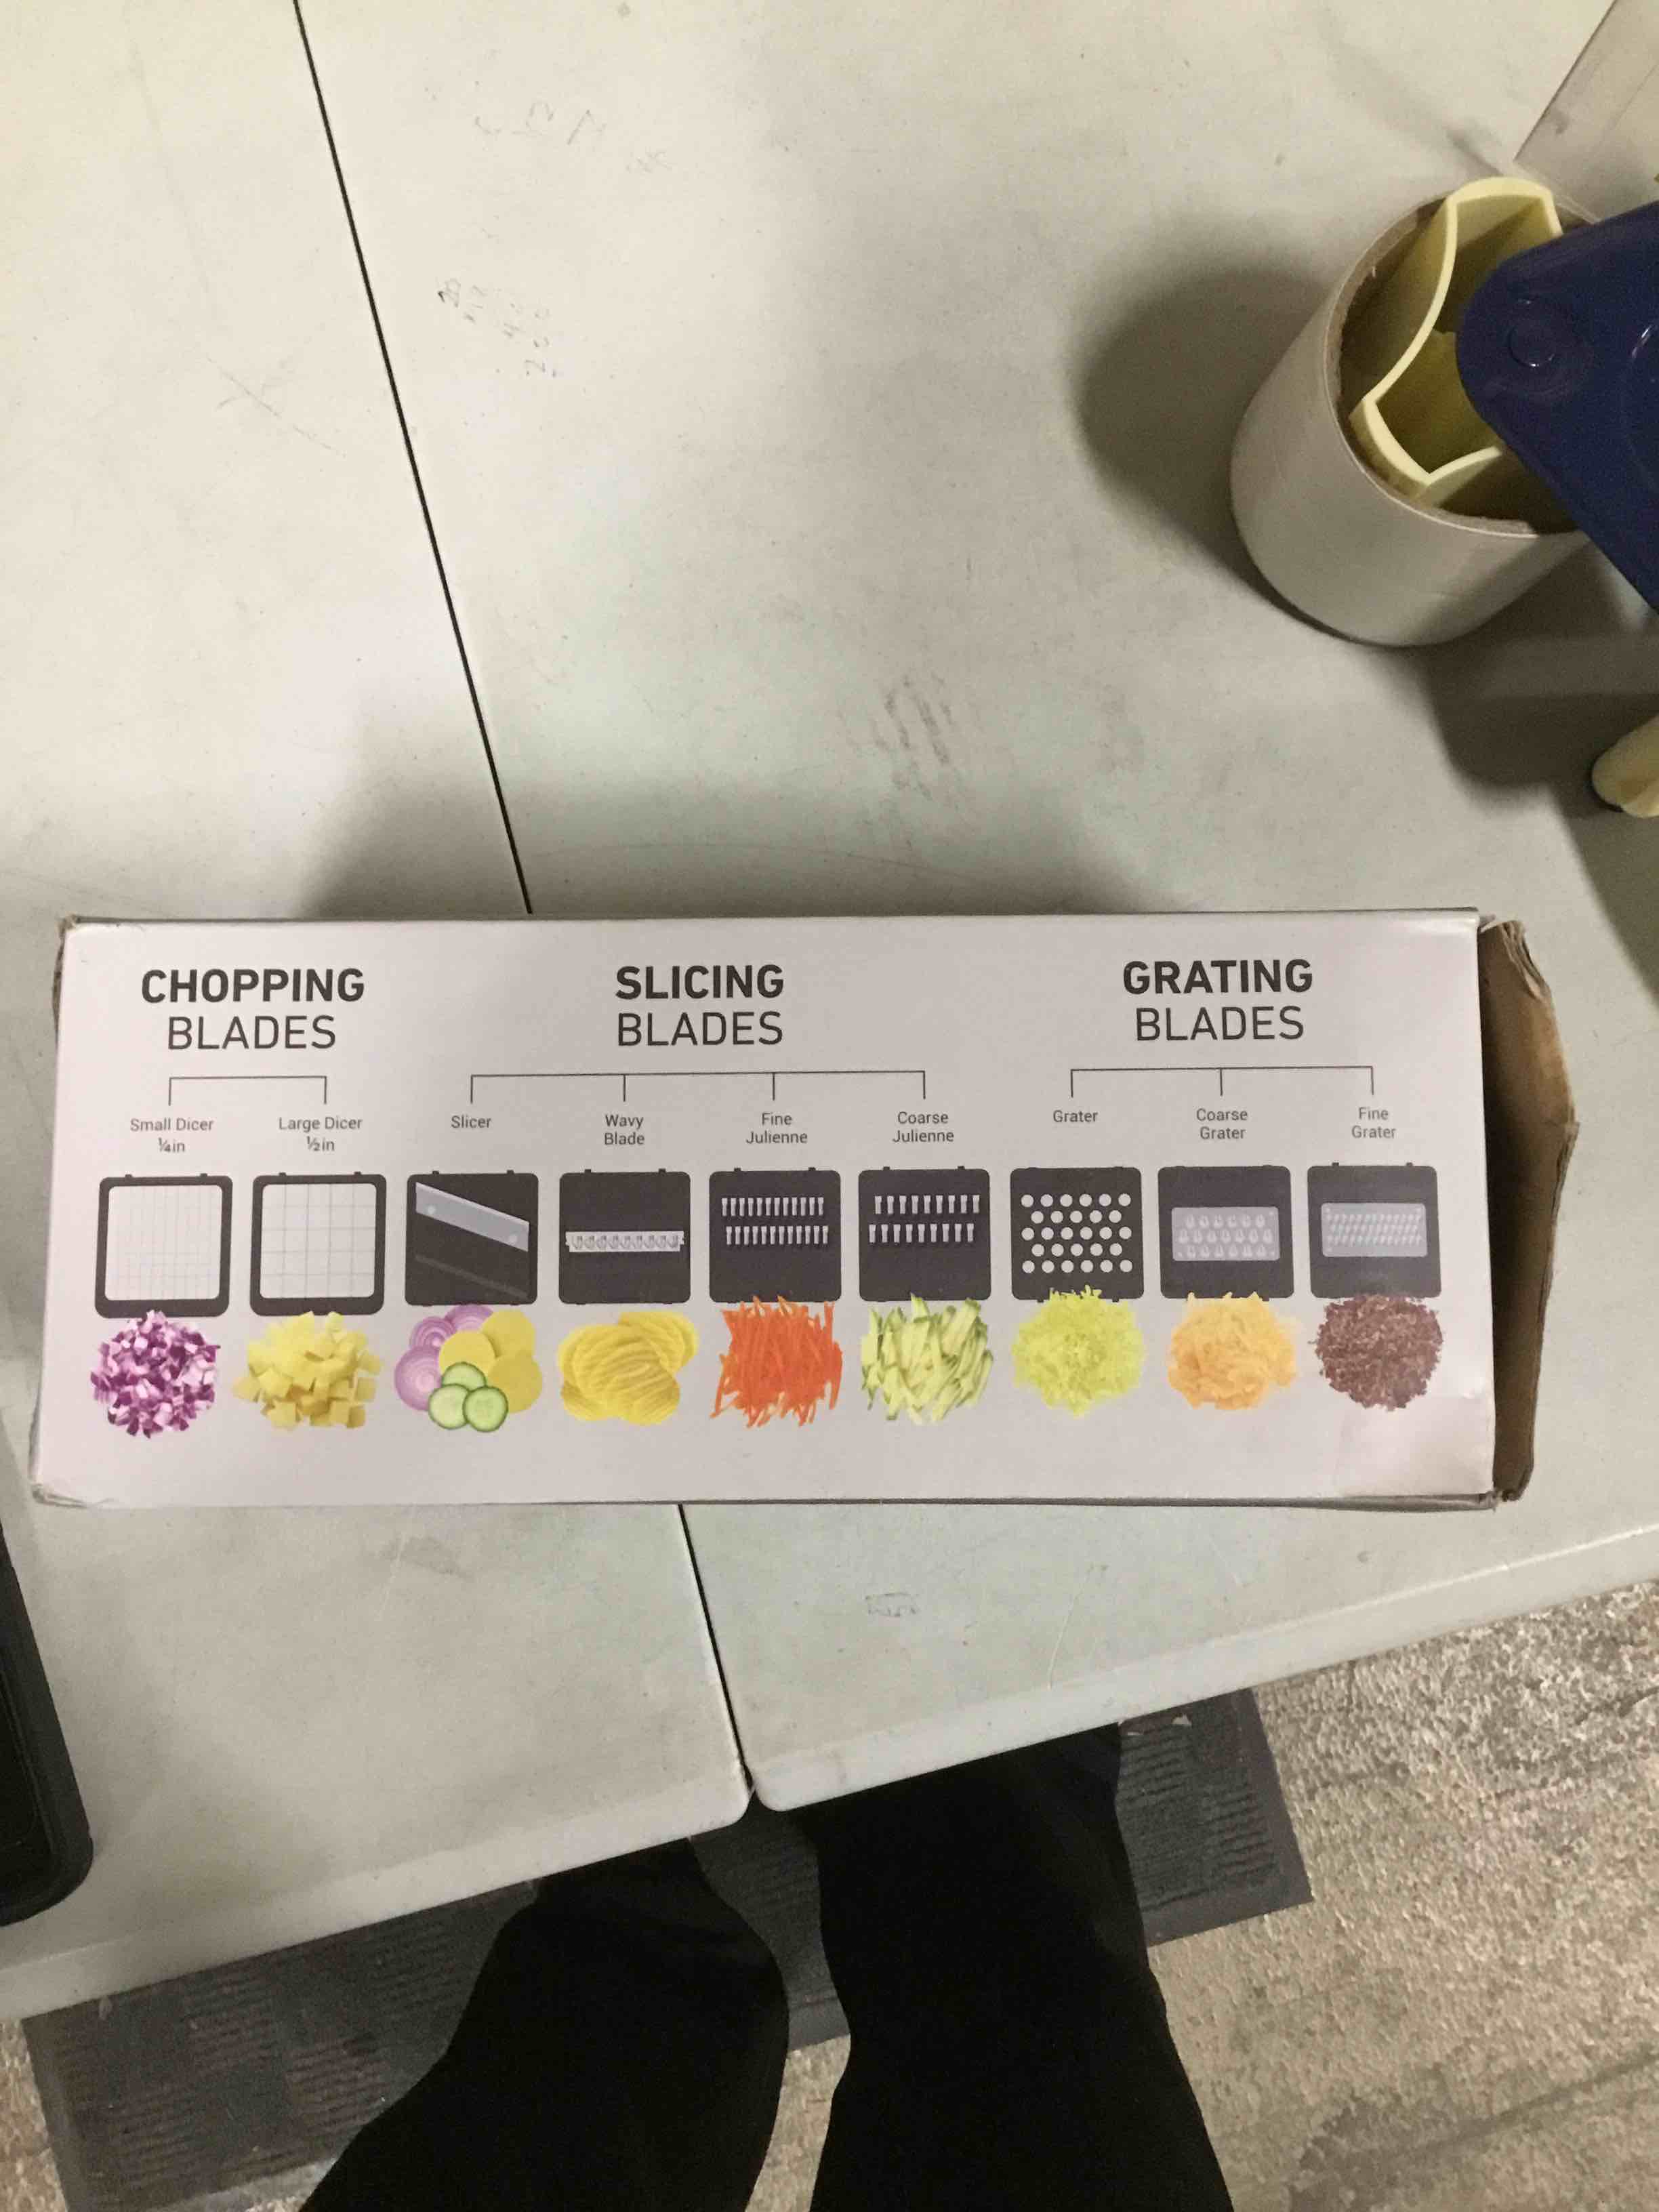 CHOPPING
BLADES
SLICING
BLADES
GRATING
BLADES
Small Dicer
¼in
Large Dicer
½in
Slicer
Wavy
Blade
Fine
Julienne
Coarse
Julienne
Grater
Coarse
Grater
Fine
Grater